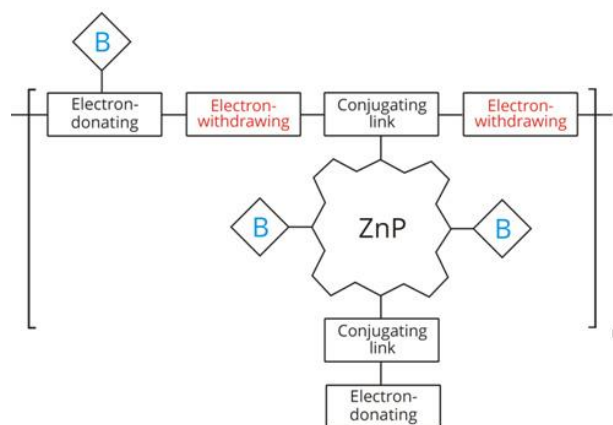 B
Electron-
donating
Electron-
withdrawing
Conjugating
link
Electron-
withdrawing
B
ZnP
B
Conjugating
link
Electron-
donating